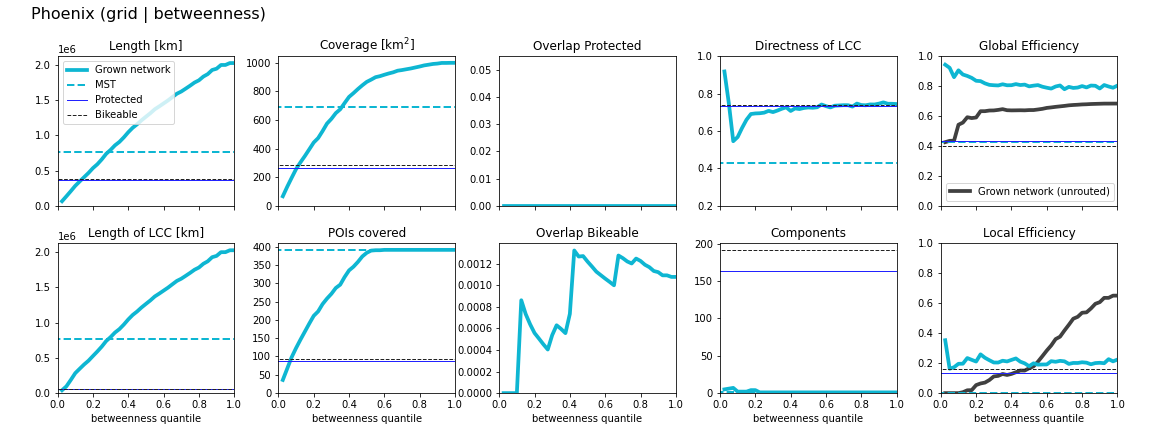 Phoenix (grid | betweenness)
Length [km]
1e6
2.0
1.5
1.0
0.5
0.0
Grown network
MST
Protected
Bikeable
Coverage [km²]
1000
800
600
400
200
0
Overlap Protected
0.05
0.04
0.03
0.02
0.01
0.00
Directness of LCC
1.0
0.8
0.6
0.4
0.2
Global Efficiency
1.0
0.8
0.6
0.4
0.2
0.0
Grown network (unrouted)
Length of LCC [km]
1e6
2.0
1.5
1.0
0.5
0.0
0.0 0.2 0.4 0.6 0.8 1.0
betweenness quantile
POIs covered
400
350
300
250
200
150
100
50
0
0.0 0.2 0.4 0.6 0.8 1.0
betweenness quantile
Overlap Bikeable
0.0012
0.0010
0.0008
0.0006
0.0004
0.0002
0.0000
0.0 0.2 0.4 0.6 0.8 1.0
betweenness quantile
Components
200
150
100
50
0
0.0 0.2 0.4 0.6 0.8 1.0
betweenness quantile
Local Efficiency
1.0
0.8
0.6
0.4
0.2
0.0
0.0 0.2 0.4 0.6 0.8 1.0
betweenness quantile